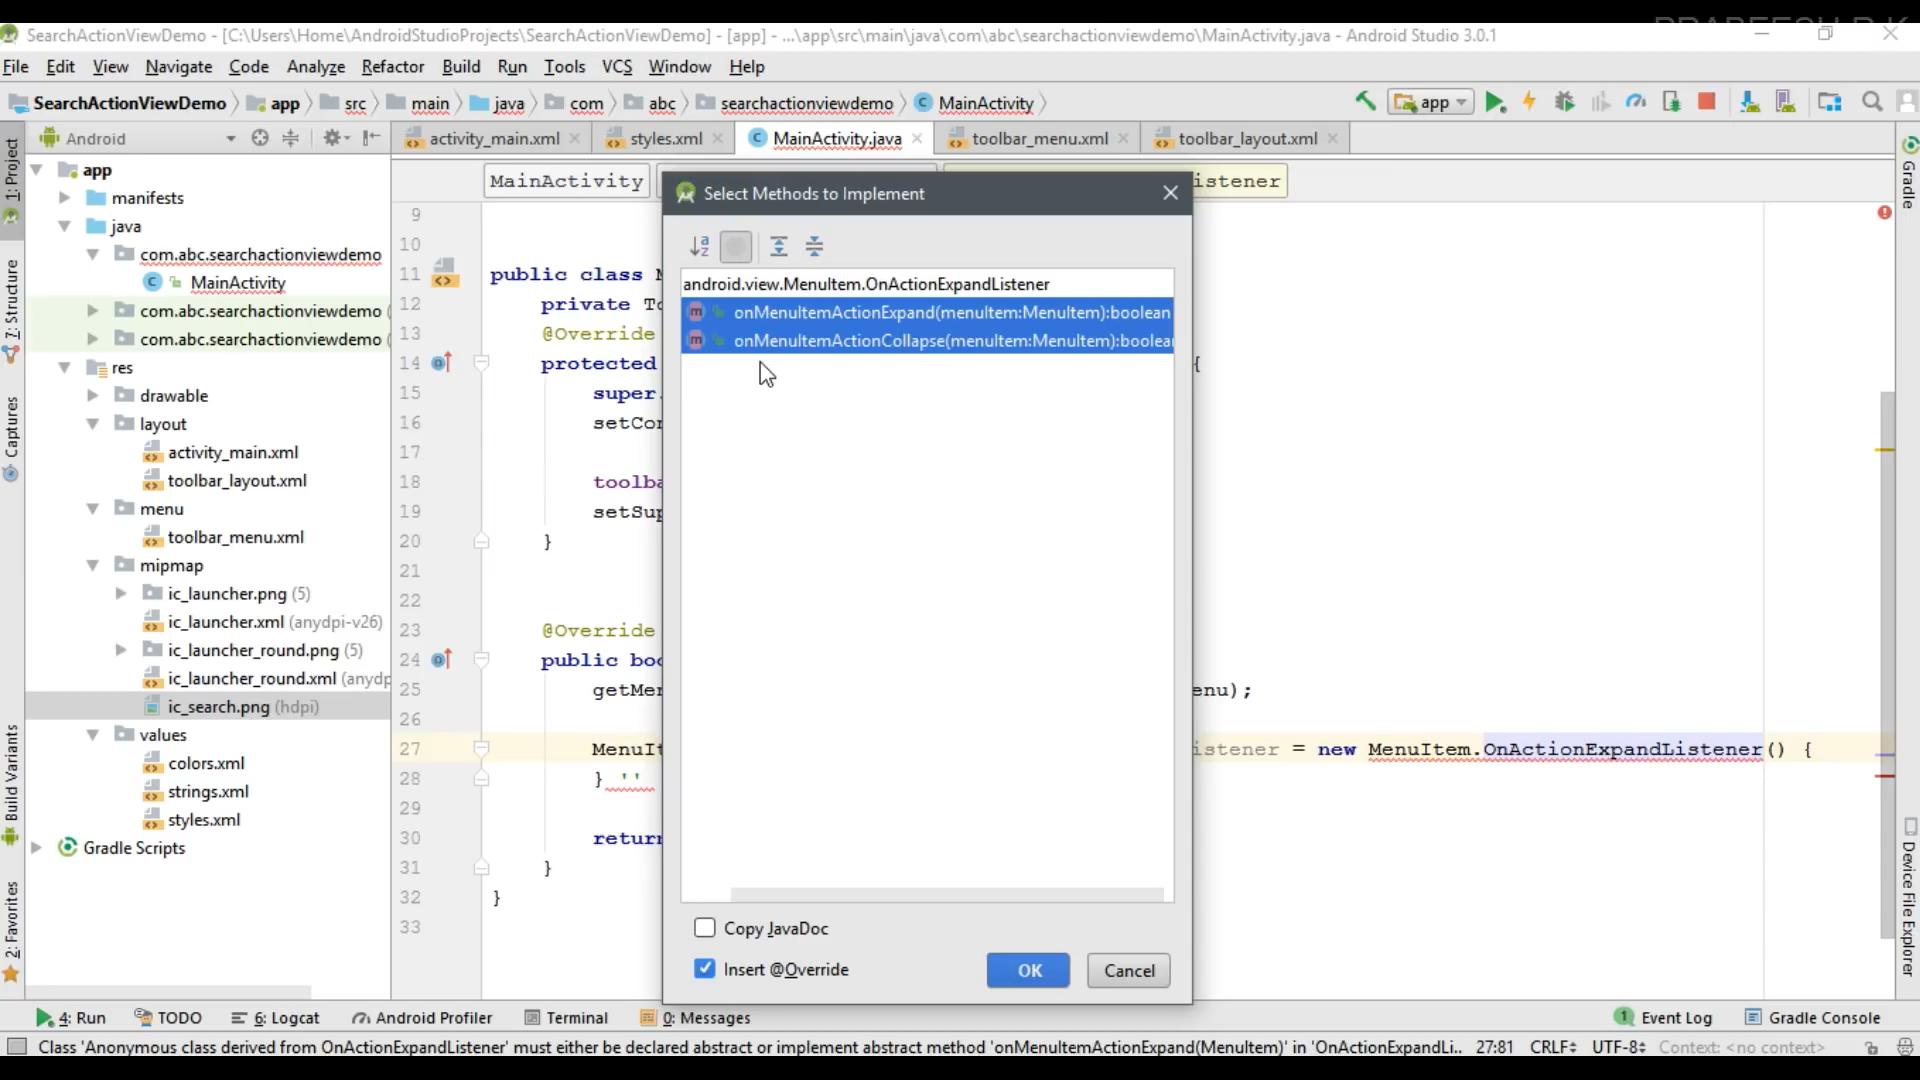 SearchActionViewDemo - [C:\Users\Home\AndroidStudioProjects\SearchActionViewDemo] - [app] - ...\app\src\main\java\com\abc\searchactionviewdemo\MainActivity.java - Android Studio 3.0.1
File Edit View Navigate Code Analyze Refactor Build Run Tools VCS Window Help
SearchActionViewDemo app src main java com abc searchactionviewdemo MainActivity app
1: Project
7: Structure
Captures
Build Variants
2: Favorites
Android
app
manifests
java
com.abc.searchactionviewdemo
MainActivity
com.abc.searchactionviewdemo (
com.abc.searchactionviewdemo (
res
drawable
layout
activity_main.xml
toolbar_layout.xml
menu
toolbar_menu.xml
mipmap
ic_launcher.png (5)
ic_launcher.xml (anydpi-v26)
ic_launcher_round.png (5)
ic_launcher_round.xml (anydp
ic_search.png (hdpi)
values
colors.xml
strings.xml
styles.xml
Gradle Scripts
activity_main.xml styles.xml MainActivity.java toolbar_menu.xml toolbar_layout.xml
MainActivity istener
9
10
11 public class M
12 private To
13 @Override
14 protected {
15 super.
16 setCon
17
18 toolba
19 setSup
20 }
21
22
23 @Override
24 public boo
25 getMen enu);
26
27 MenuIt istener = new MenuItem.OnActionExpandListener() {
28 } ''
29
30 return
31 }
32 }
33
Select Methods to Implement
android.view.MenuItem.OnActionExpandListener
onMenuItemActionExpand(menuItem:MenuItem):boolean
onMenuItemActionCollapse(menuItem:MenuItem):boolean
Copy JavaDoc
Insert @Override
OK Cancel
Gradle
Device File Explorer
4: Run TODO 6: Logcat Android Profiler Terminal 0: Messages 1 Event Log Gradle Console
Class 'Anonymous class derived from OnActionExpandListener' must either be declared abstract or implement abstract method 'onMenuItemActionExpand(MenuItem)' in 'OnActionExpandLi.. 27:81 CRLF UTF-8 Context: <no context>